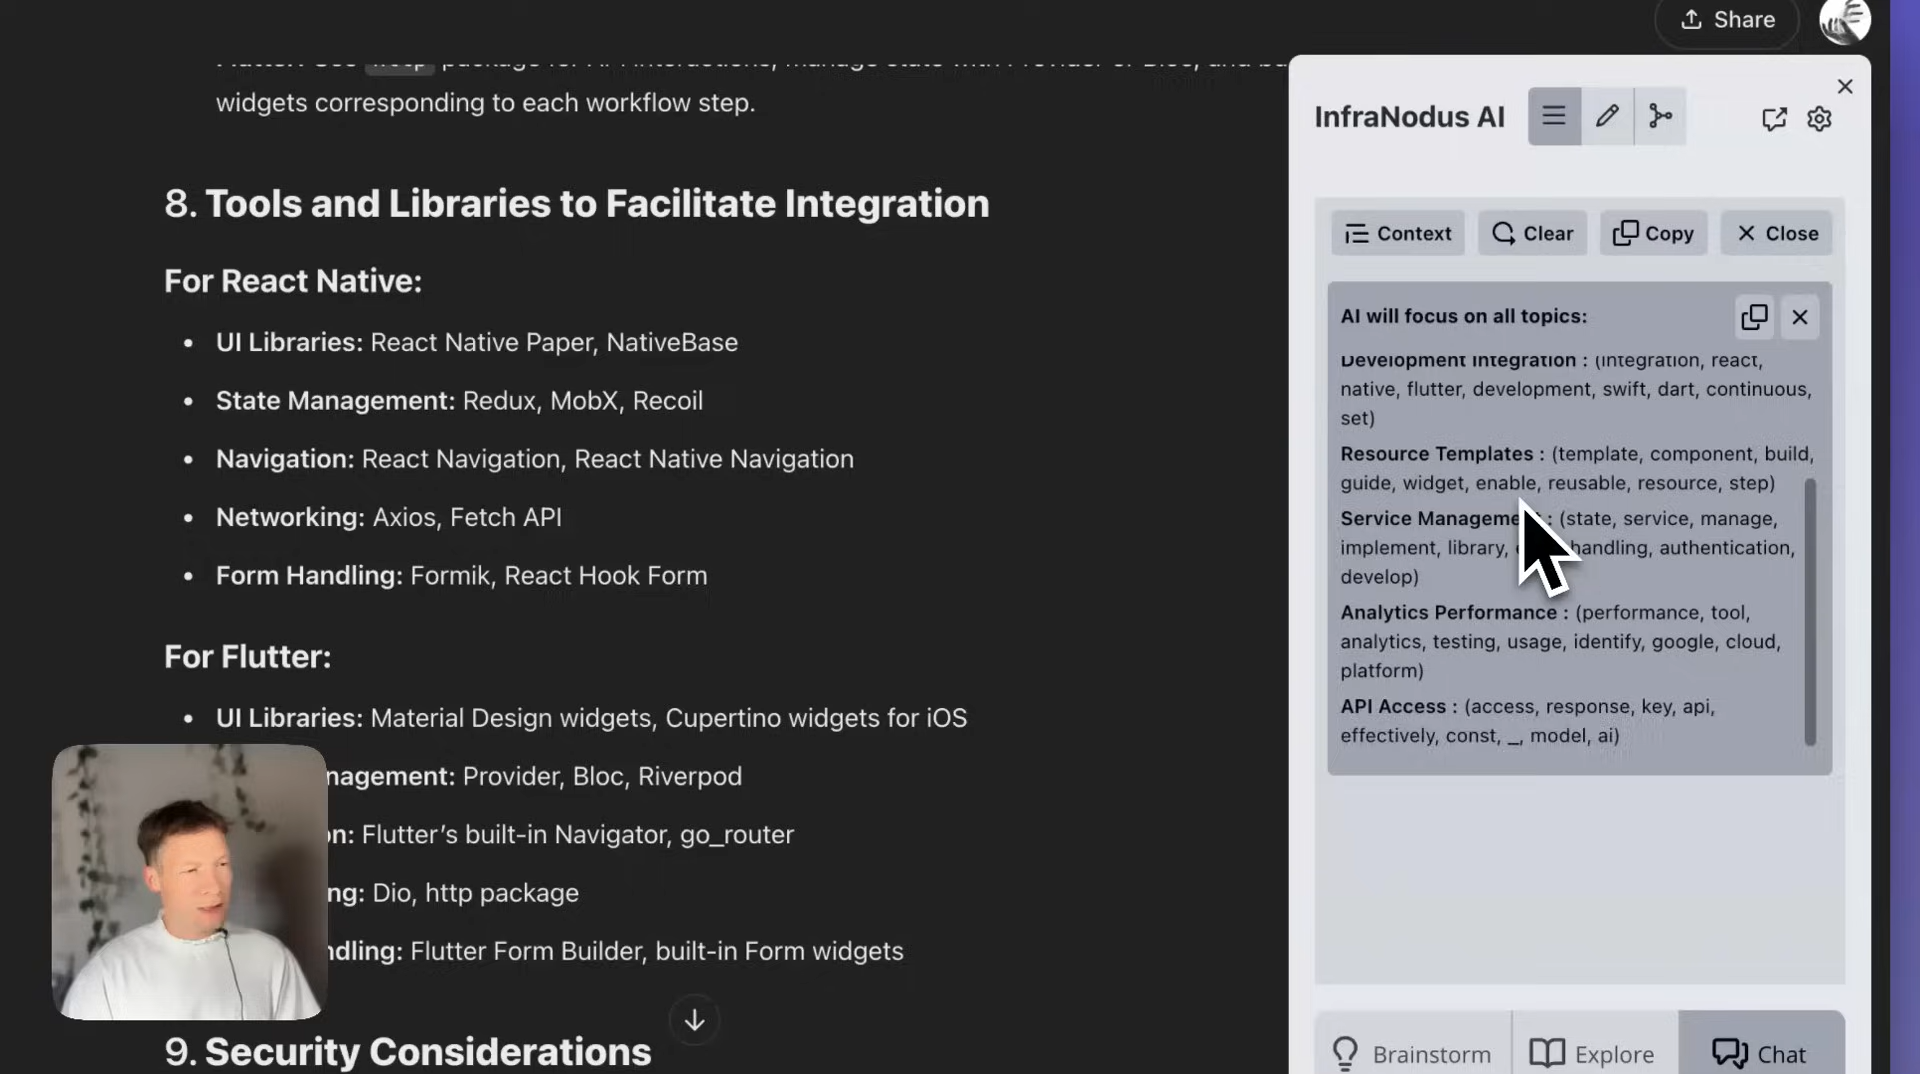 Share
widgets corresponding to each workflow step.
8. Tools and Libraries to Facilitate Integration
For React Native:
• UI Libraries: React Native Paper, NativeBase
• State Management: Redux, MobX, Recoil
• Navigation: React Navigation, React Native Navigation
• Networking: Axios, Fetch API
• Form Handling: Formik, React Hook Form
For Flutter:
• UI Libraries: Material Design widgets, Cupertino widgets for iOS
nagement: Provider, Bloc, Riverpod
n: Flutter’s built-in Navigator, go_router
ng: Dio, http package
ndling: Flutter Form Builder, built-in Form widgets
9. Security Considerations
InfraNodus AI
Context Clear Copy Close
AI will focus on all topics:
Development Integration : (integration, react,
native, flutter, development, swift, dart, continuous,
set)
Resource Templates : (template, component, build,
guide, widget, enable, reusable, resource, step)
Service Managemen : (state, service, manage,
implement, library, handling, authentication,
develop)
Analytics Performance : (performance, tool,
analytics, testing, usage, identify, google, cloud,
platform)
API Access : (access, response, key, api,
effectively, const, _, model, ai)
Brainstorm Explore Chat